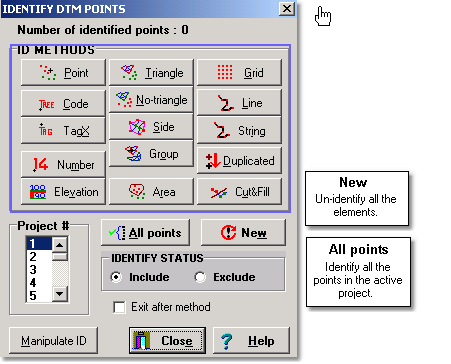 IDENTIFY DTM POINTS
Number of identified points : 0
ID METHODS
Point
Triangle
Grid
TREE Code
No-triangle
Line
TAG TagX
Side
String
14 Number
Group
Duplicated
100 Elevation
Area
Cut&Fill
Project #
1
2
3
4
5
All points
New
IDENTIFY STATUS
Include
Exclude
Exit after method
Manipulate ID
Close
? Help
New
Un-identify all the
elements.
All points
Identify all the
points in the active
project.